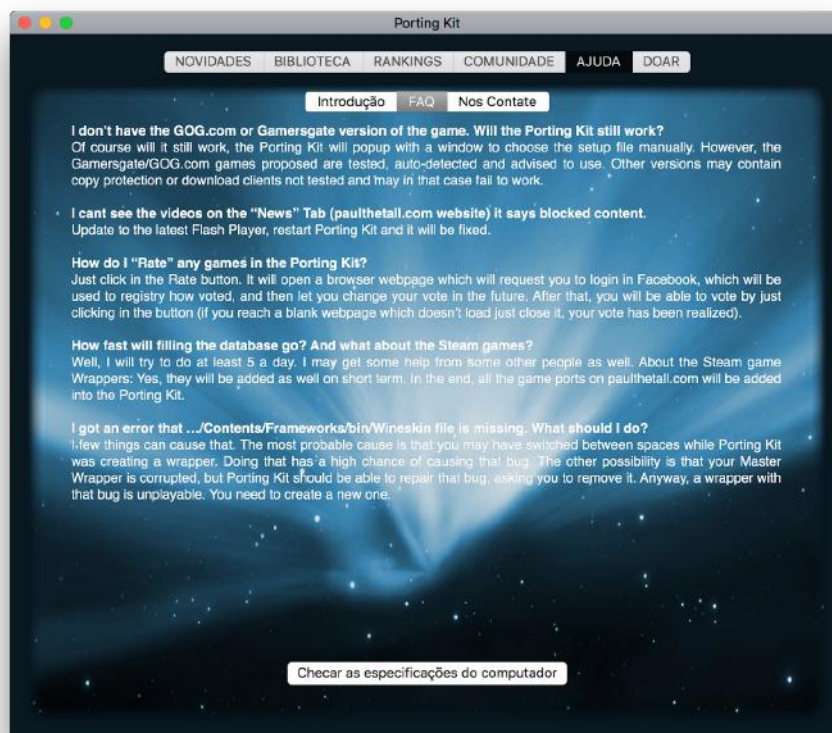 Porting Kit
NOVIDADES BIBLIOTECA RANKINGS COMUNIDADE AJUDA DOAR
Introdução FAQ Nos Contate
I don't have the GOG.com or Gamersgate version of the game. Will the Porting Kit still work?
Of course will it still work, the Porting Kit will popup with a window to choose the setup file manually. However, the
Gamersgate/GOG.com games proposed are tested, auto-detected and advised to use. Other versions may contain
copy protection or download clients not tested and may in that case fail to work.
I cant see the videos on the “News” Tab (paulthetall.com website) it says blocked content.
Update to the latest Flash Player, restart Porting Kit and it will be fixed.
How do I “Rate” any games in the Porting Kit?
Just click in the Rate button. It will open a browser webpage which will request you to login in Facebook, which will be
used to registry how voted, and then let you change your vote in the future. After that, you will be able to vote by just
clicking in the button (if you reach a blank webpage which doesn't load just close it, your vote has been realized).
How fast will filling the database go? And what about the Steam games?
Well, I will try to do at least 5 a day. I may get some help from some other people as well. About the Steam game
Wrappers: Yes, they will be added as well on short term. In the end, all the game ports on paulthetall.com will be added
into the Porting Kit.
I got an error that .../Contents/Frameworks/bin/Wineskin file is missing. What should I do?
I few things can cause that. The most probable cause is that you may have switched between spaces while Porting Kit
was creating a wrapper. Doing that has a high chance of causing that bug. The other possibility is that your Master
Wrapper is corrupted, but Porting Kit should be able to repair that bug, asking you to remove it. Anyway, a wrapper with
that bug is unplayable. You need to create a new one.
Checar as especificações do computador